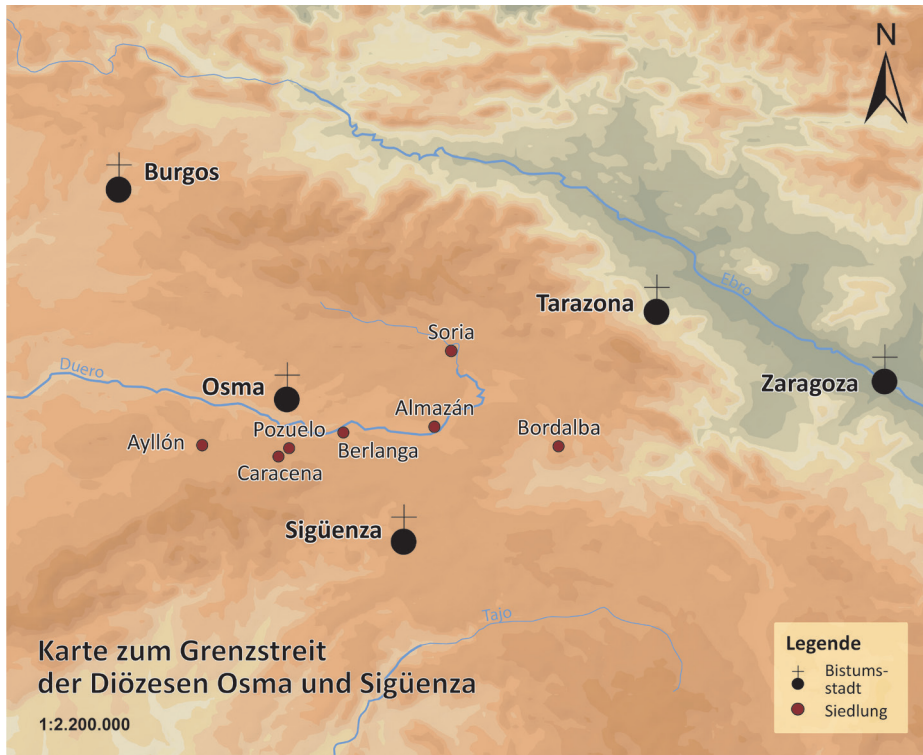 N
Burgos
Ebro
Tarazona
Soria
Zaragoza
Duero
Osma
Almazán
Pozuelo
Bordalba
Ayllón
Berlanga
Caracena
Sigüenza
Tajo
Karte zum Grenzstreit
der Diözesen Osma und Sigüenza
1:2.200.000
Legende
Bistums-
stadt
Siedlung